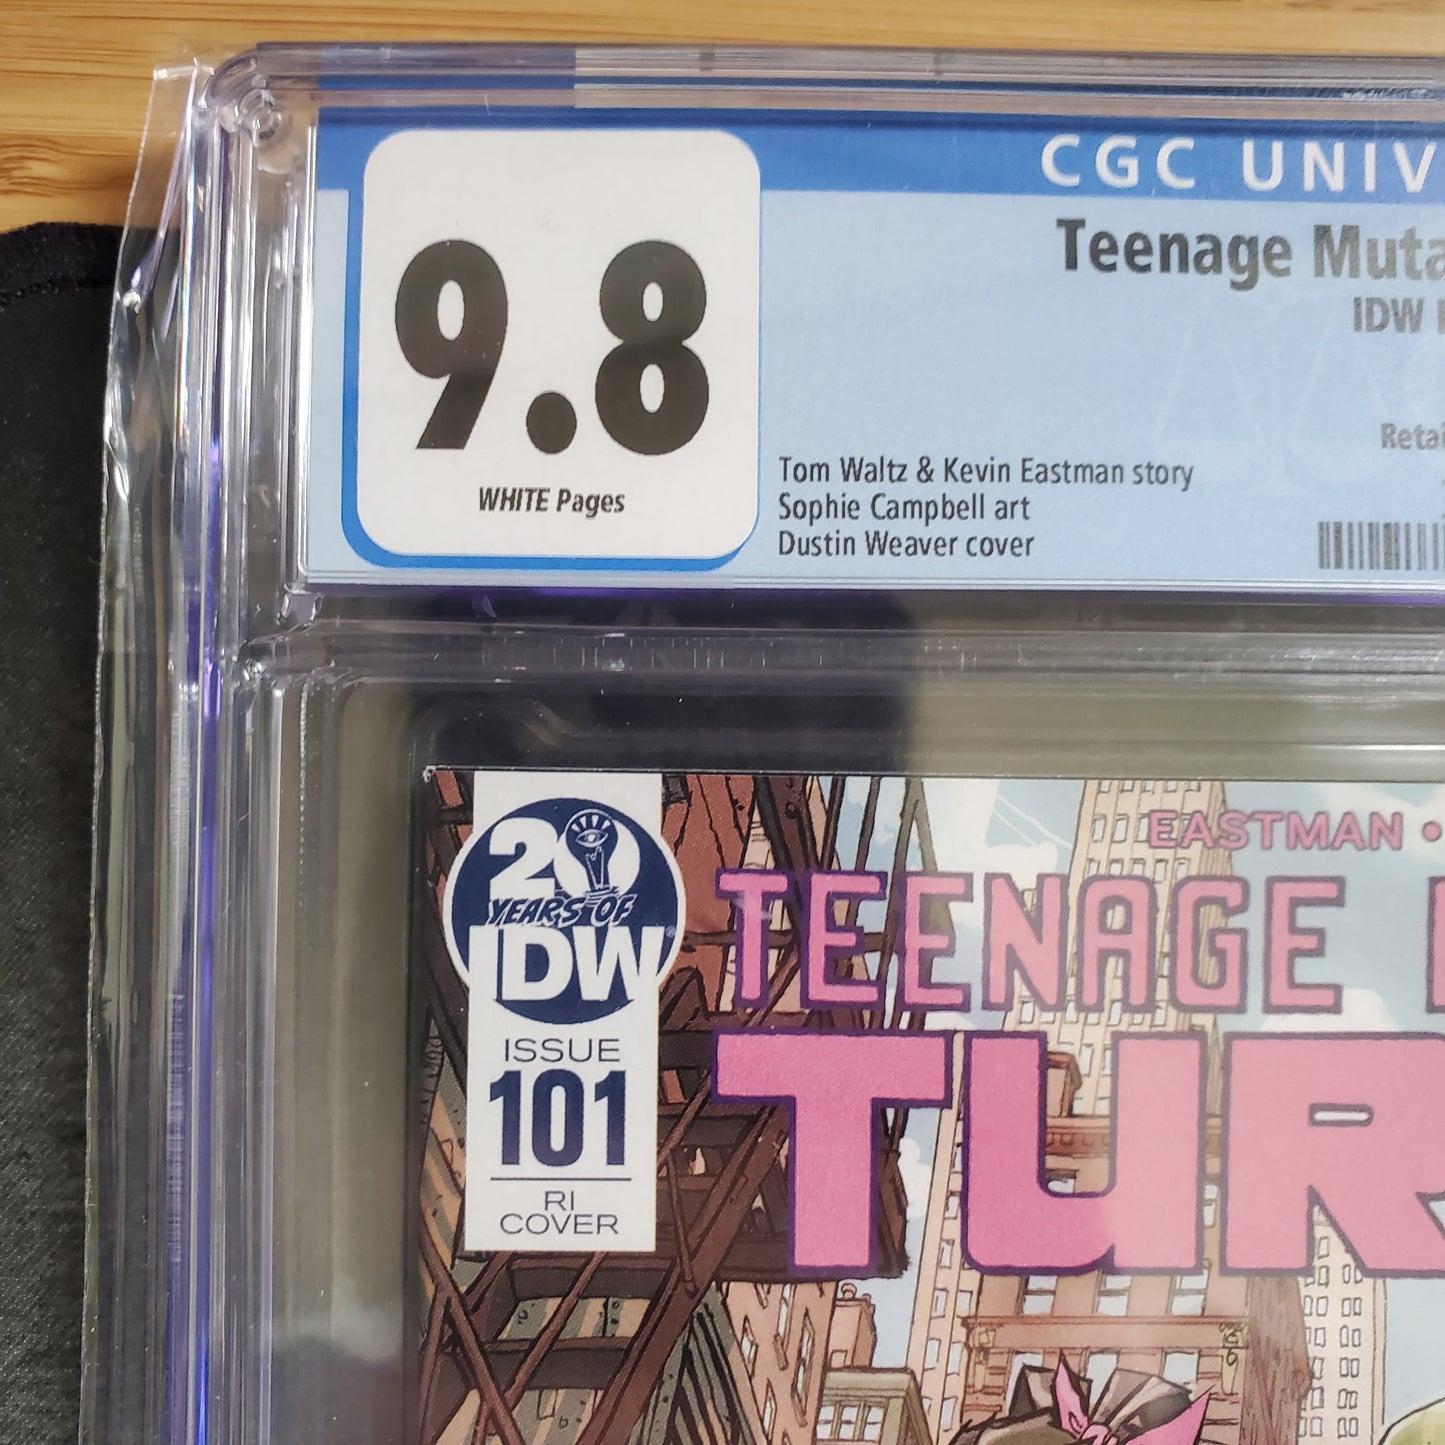 CGC UNIV
9.8
WHITE Pages
Teenage Muta
IDW
Retai
Tom Waltz & Kevin Eastman story
Sophie Campbell art
Dustin Weaver cover
20
YEARS OF
IDW
ISSUE
101
RI
COVER
EASTMAN •
TEENAGE
TUR